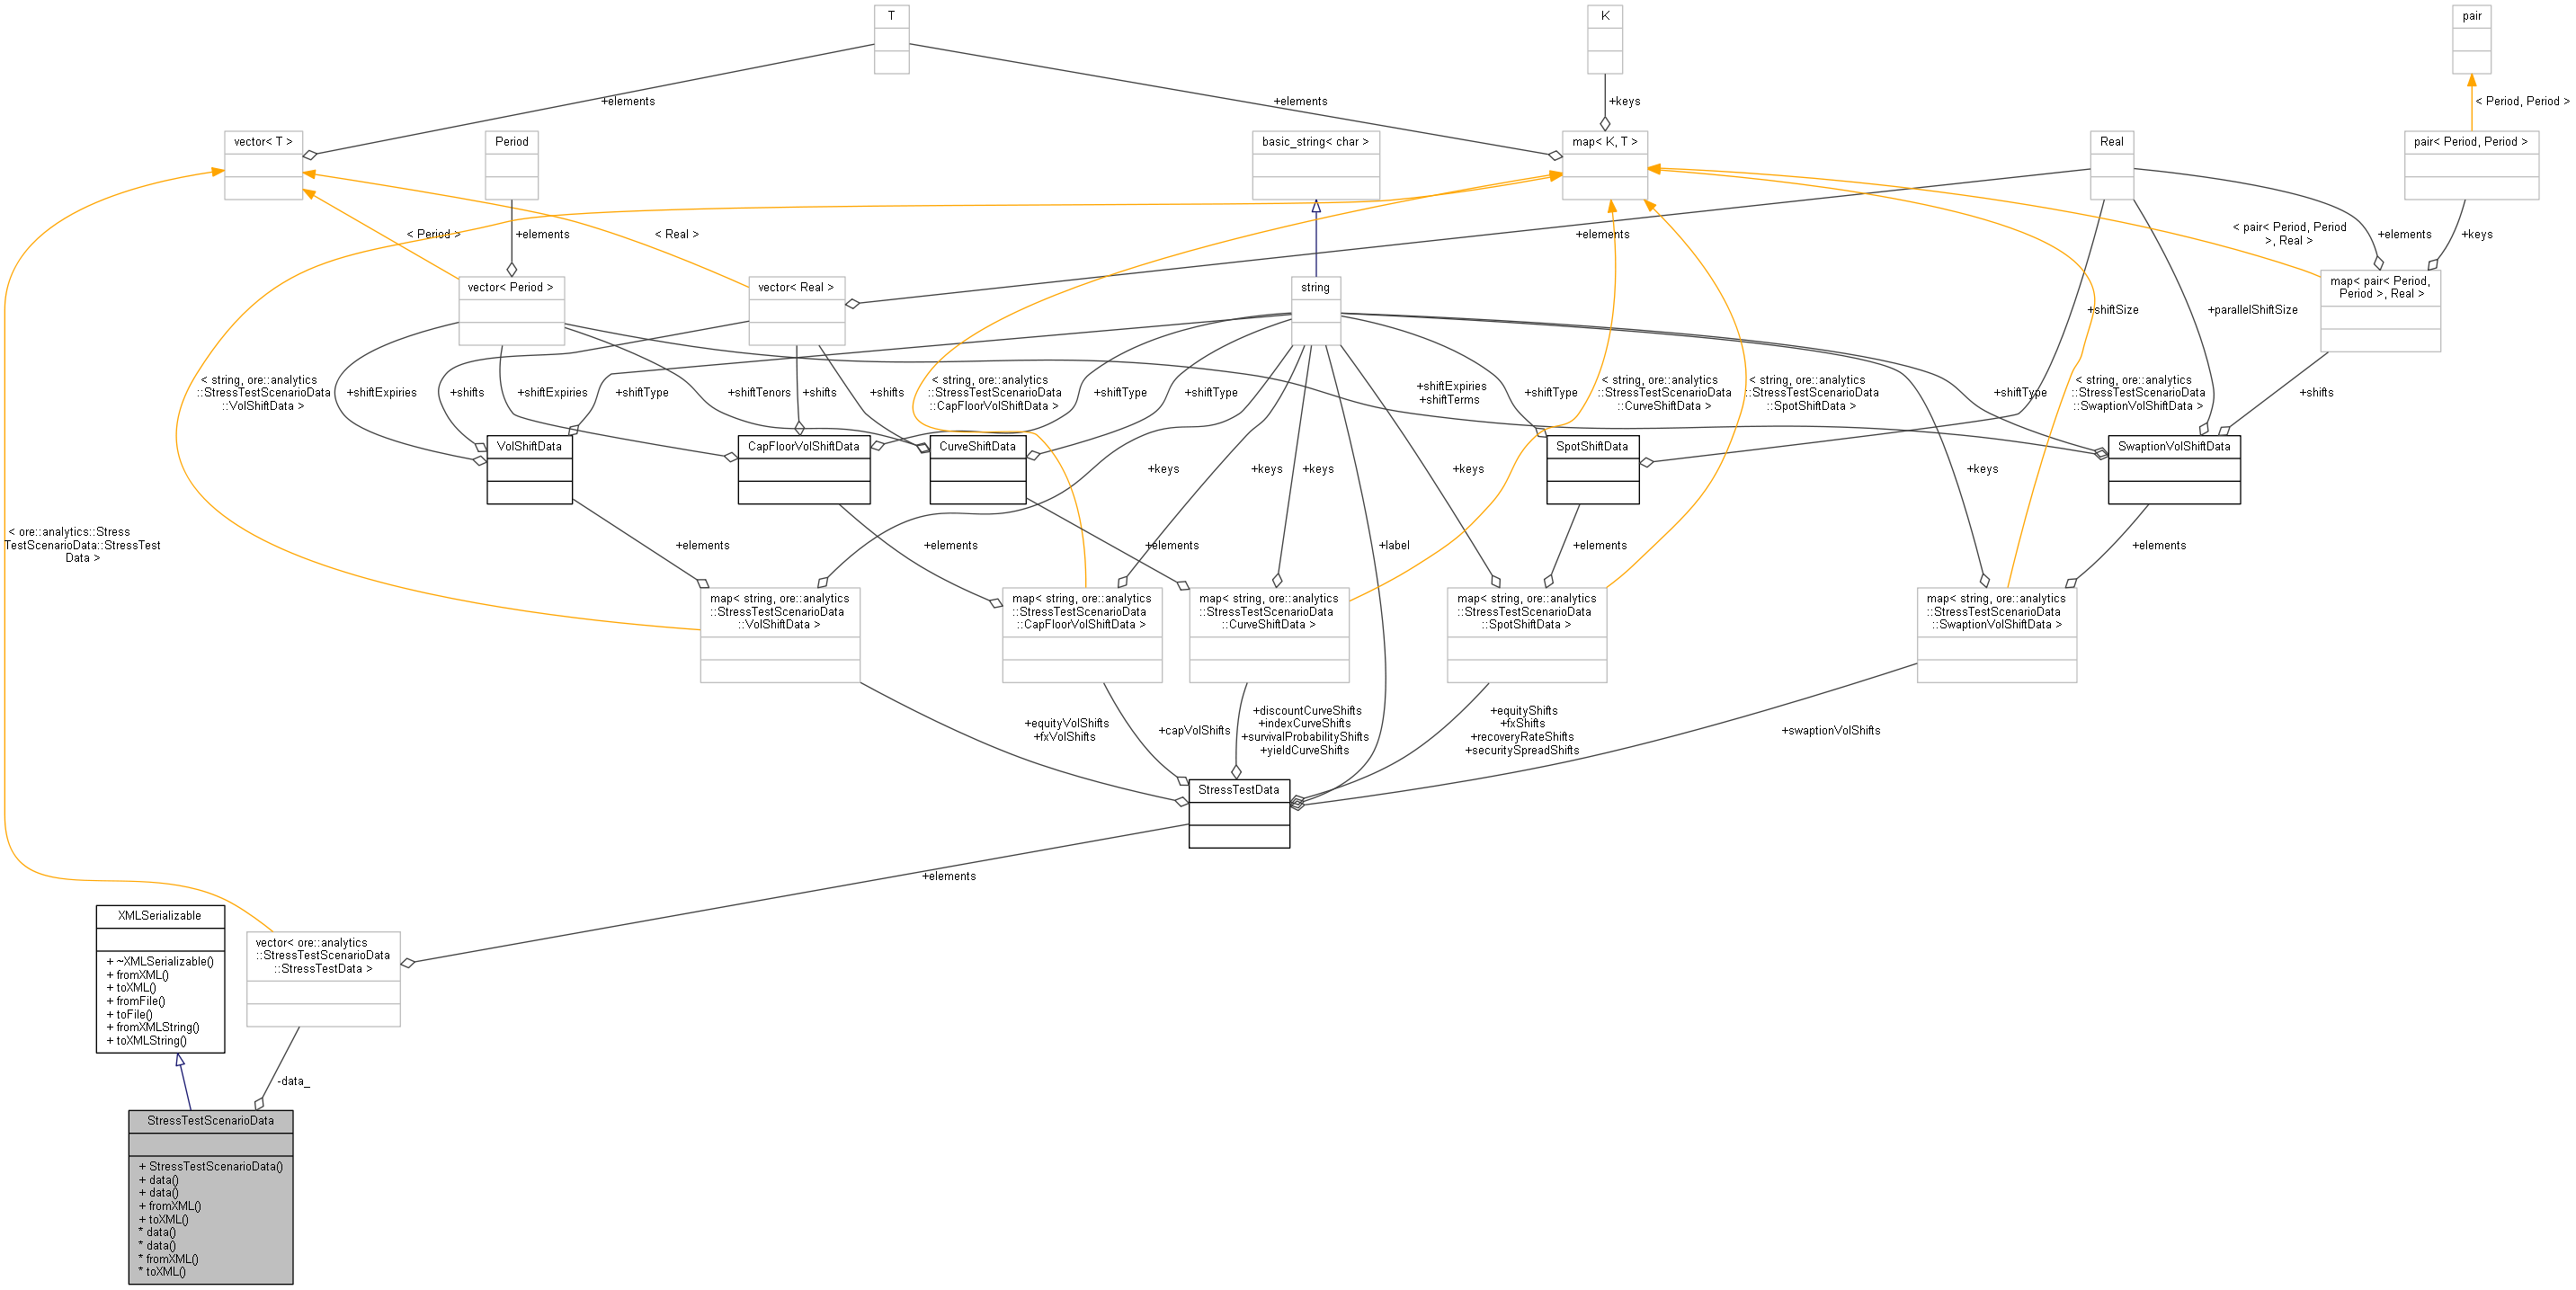 T
K
pair
+elements
+elements
+keys
< Period, Period >
vector< T >
Period
basic_string< char >
map< K, T >
Real
pair< Period, Period >
< Period >
+elements
< Real >
+elements
< pair< Period, Period
>, Real >
+elements
+keys
vector< Period >
vector< Real >
string
map< pair< Period,
Period >, Real >
+shiftSize
+parallelShiftSize
< string, ore::analytics
::StressTestScenarioData
::VolShiftData >
+shiftExpiries
+shifts
+shiftExpiries
+shiftType
+shiftTenors
+shifts
+shifts
< string, ore::analytics
::StressTestScenarioData
::CapFloorVolShiftData >
+shiftType
+shiftType
+shiftExpiries
+shiftTerms
+shiftType
< string, ore::analytics
::StressTestScenarioData
::CurveShiftData >
< string, ore::analytics
::StressTestScenarioData
::SpotShiftData >
+shiftType
< string, ore::analytics
::StressTestScenarioData
::SwaptionVolShiftData >
+shifts
VolShiftData
CapFloorVolShiftData
CurveShiftData
SpotShiftData
SwaptionVolShiftData
+keys
+keys
+keys
+keys
+keys
< ore::analytics::Stress
TestScenarioData::StressTest
Data >
+elements
+elements
+elements
+label
+elements
+elements
map< string, ore::analytics
::StressTestScenarioData
::VolShiftData >
map< string, ore::analytics
::StressTestScenarioData
::CapFloorVolShiftData >
map< string, ore::analytics
::StressTestScenarioData
::CurveShiftData >
map< string, ore::analytics
::StressTestScenarioData
::SpotShiftData >
map< string, ore::analytics
::StressTestScenarioData
::SwaptionVolShiftData >
+equityVolShifts
+fxVolShifts
+capVolShifts
+discountCurveShifts
+indexCurveShifts
+survivalProbabilityShifts
+yieldCurveShifts
+equityShifts
+fxShifts
+recoveryRateShifts
+securitySpreadShifts
+swaptionVolShifts
StressTestData
+elements
XMLSerializable
+ ~XMLSerializable()
+ fromXML()
+ toXML()
+ fromFile()
+ toFile()
+ fromXMLString()
+ toXMLString()
vector< ore::analytics
::StressTestScenarioData
::StressTestData >
-data_
StressTestScenarioData
+ StressTestScenarioData()
+ data()
+ data()
+ fromXML()
+ toXML()
* data()
* data()
* fromXML()
* toXML()